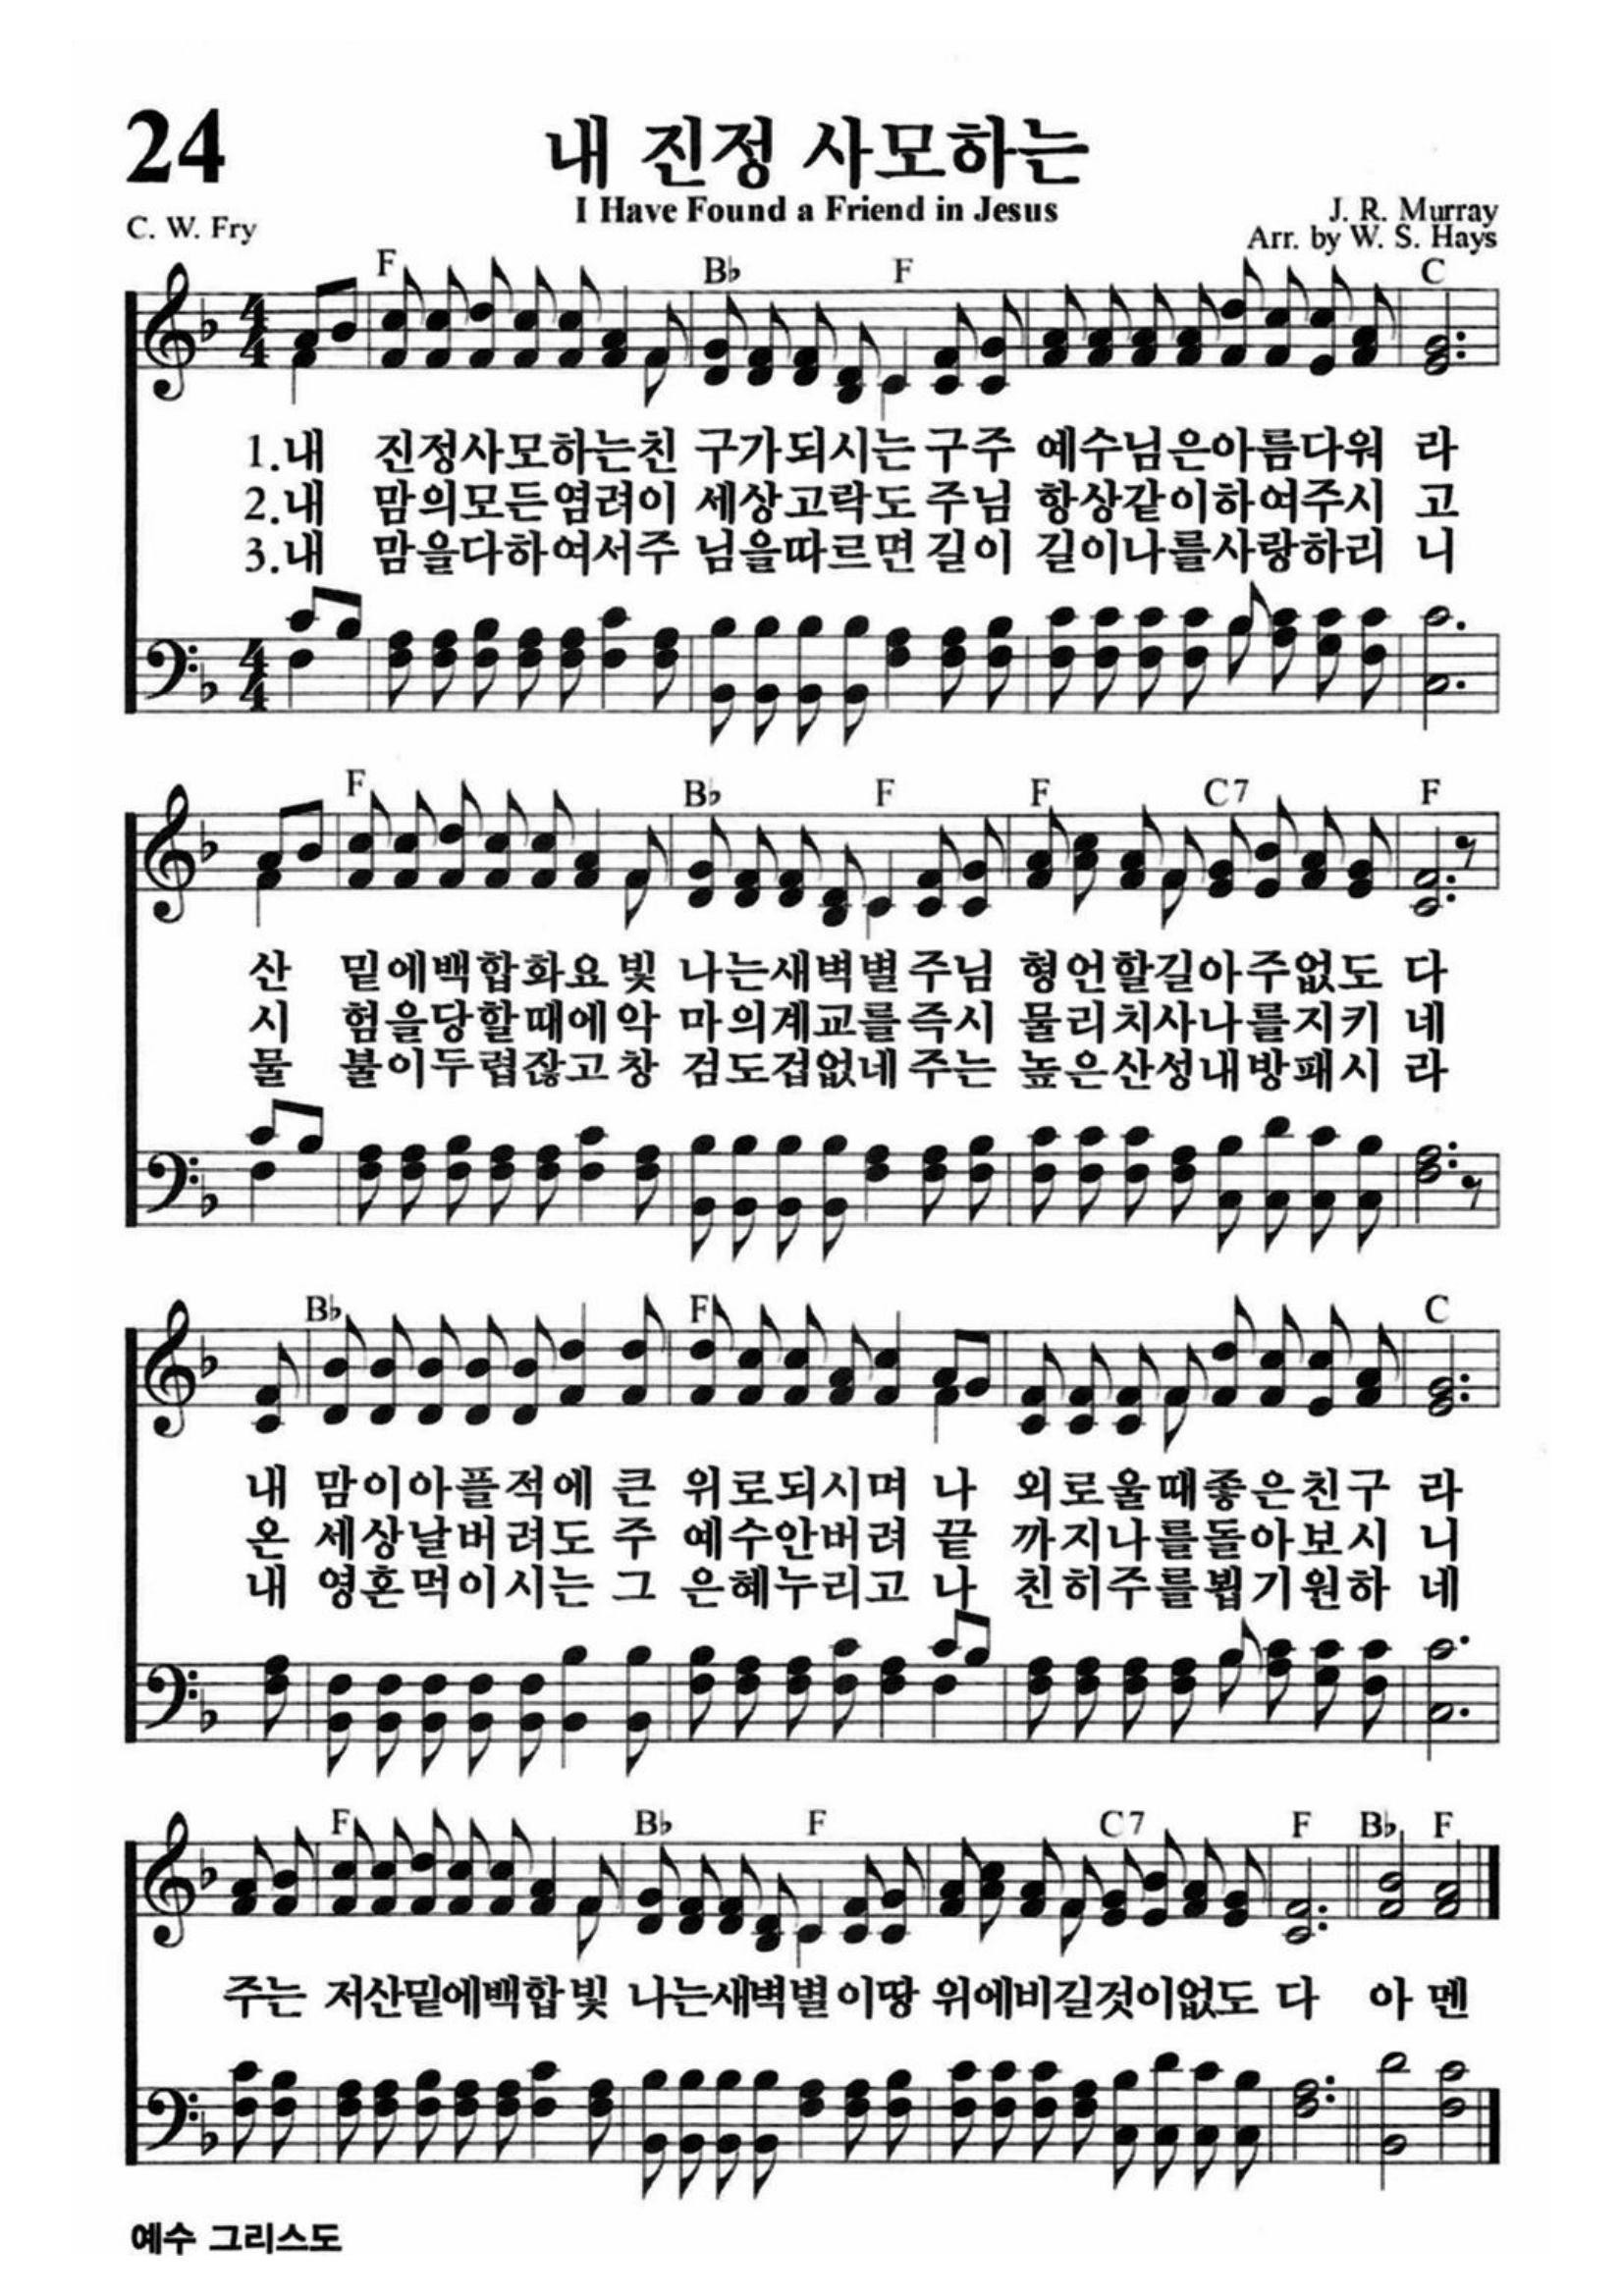 24
내 진정 사모하는
I Have Found a Friend in Jesus
C. W. Fry
J. R. Murray
Arr. by W. S. Hays
F B♭ F C
1.내 진정사모하는친 구가되시는구주 예수님은아름다워 라
2.내 맘의모든염려이 세상고락도주님 항상같이하여주시 고
3.내 맘을다하여서주 님을따르면길이 길이나를사랑하리 니
F B♭ F F C7 F
산 밑에백합화요빛 나는새벽별주님 형언할길아주없도 다
시 험을당할때에악 마의계교를즉시 물리치사나를지키 네
물 불이두렵잖고창 검도겁없네주는 높은산성내방패시 라
B♭ F C
내 맘이아플적에큰 위로되시며 나 외로울때좋은친구 라
온 세상날버려도주 예수안버려 끝 까지나를돌아보시 니
내 영혼먹이시는그 은혜누리고 나 친히주를뵙기원하 네
F B♭ F C7 F B♭ F
주는 저산밑에백합빛 나는새벽별이땅 위에비길것이없도 다 아멘
예수 그리스도